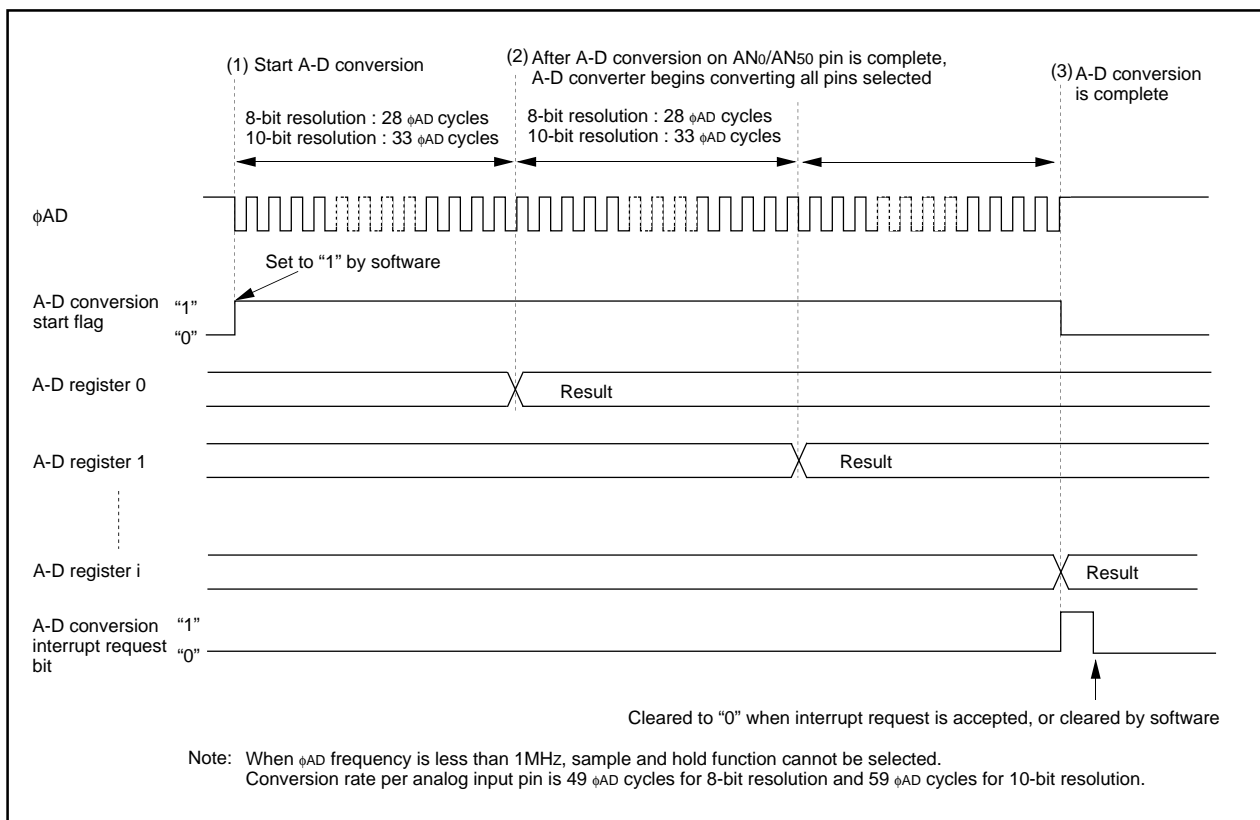 (1) Start A-D conversion
(2) After A-D conversion on AN0/AN50 pin is complete,
A-D converter begins converting all pins selected
(3) A-D conversion
is complete
8-bit resolution : 28 ϕAD cycles
10-bit resolution : 33 ϕAD cycles
8-bit resolution : 28 ϕAD cycles
10-bit resolution : 33 ϕAD cycles
ϕAD
Set to “1” by software
A-D conversion
start flag
“1”
“0”
A-D register 0
Result
A-D register 1
Result
A-D register i
Result
A-D conversion
interrupt request
bit
“1”
“0”
Cleared to “0” when interrupt request is accepted, or cleared by software
Note: When ϕAD frequency is less than 1MHz, sample and hold function cannot be selected.
Conversion rate per analog input pin is 49 ϕAD cycles for 8-bit resolution and 59 ϕAD cycles for 10-bit resolution.